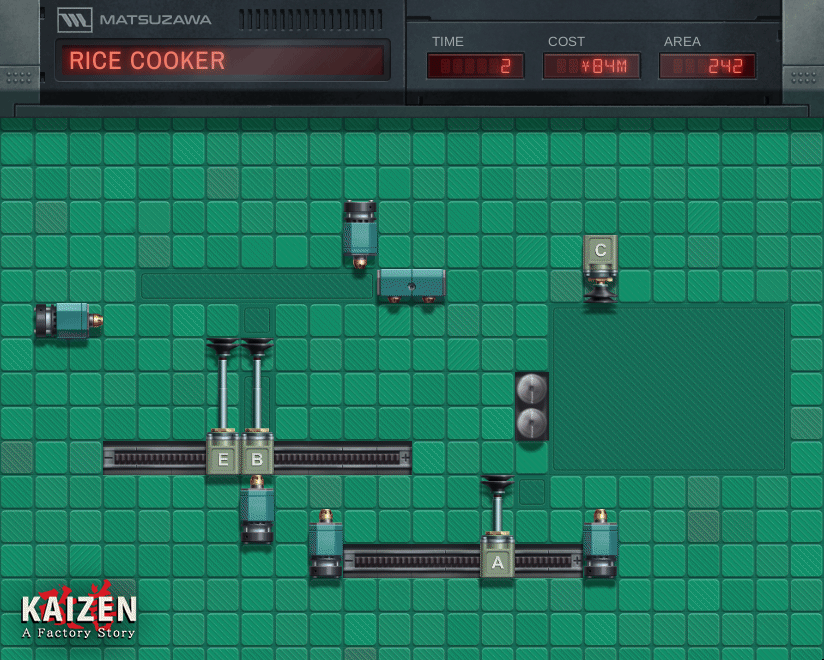 MATSUZAWA
RICE COOKER
TIME
2
COST
¥84M
AREA
242
C
E
B
A
KAIZEN
A Factory Story